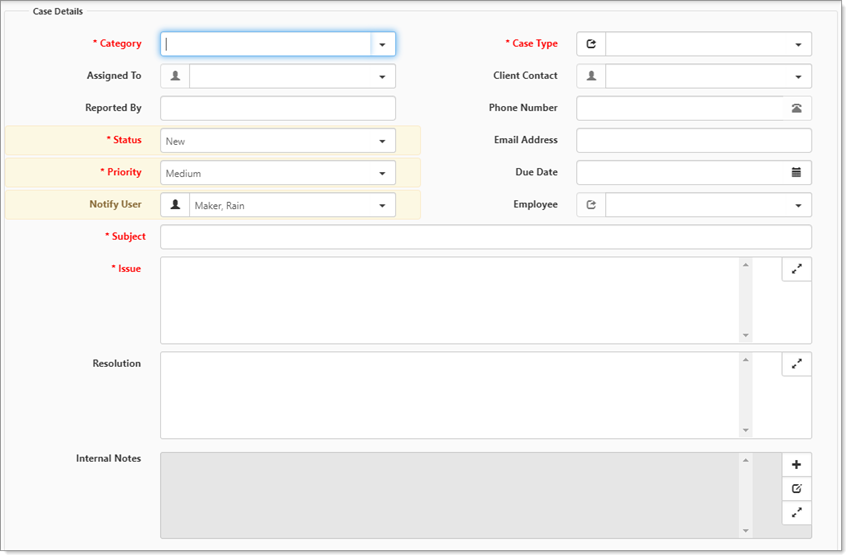 Case Details
* Category
* Case Type
Assigned To
Client Contact
Reported By
Phone Number
* Status New
Email Address
* Priority Medium
Due Date
Notify User Maker, Rain
Employee
* Subject
* Issue
Resolution
Internal Notes